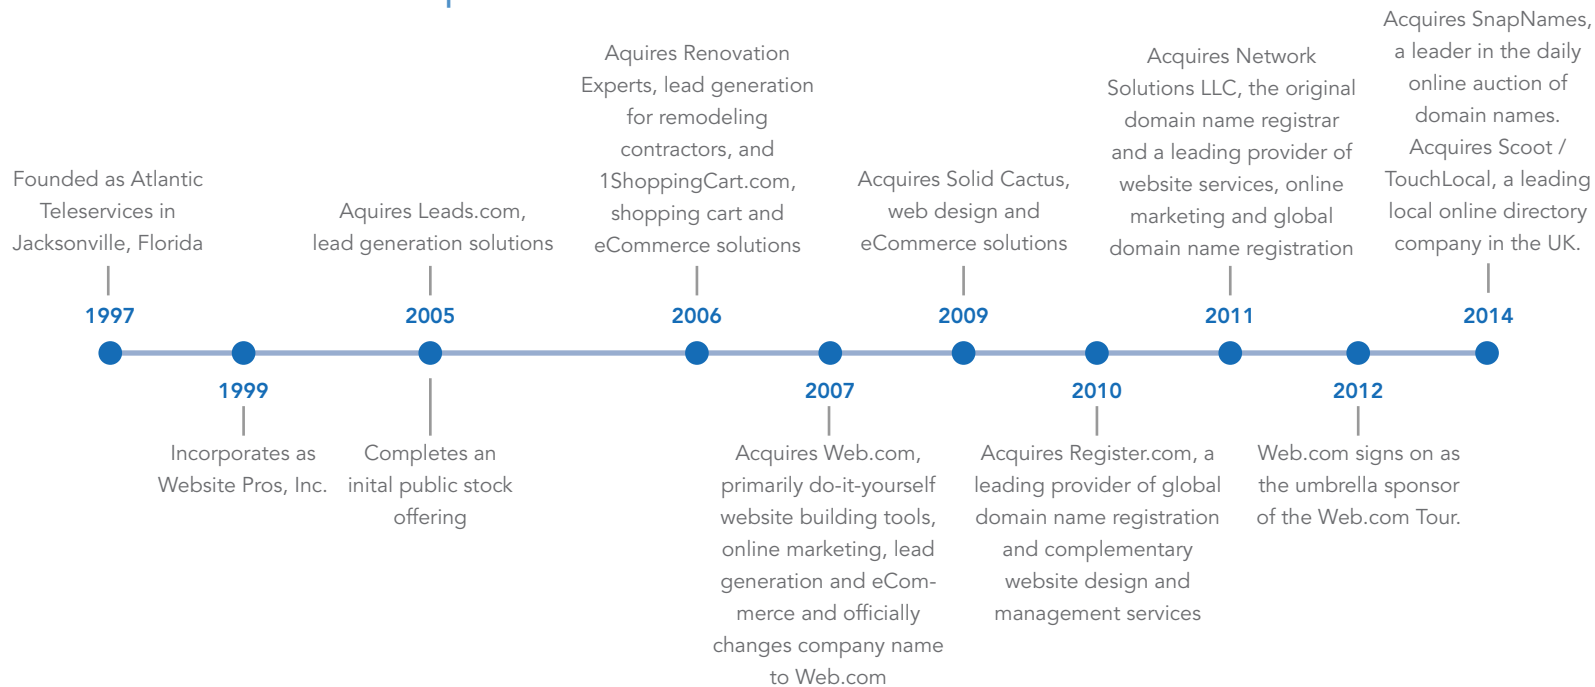 Founded as Atlantic
Teleservices in
Jacksonville, Florida
1997
1999
Incorporates as
Website Pros, Inc.
Aquires Leads.com,
lead generation solutions
2005
Completes an
inital public stock
offering
Aquires Renovation
Experts, lead generation
for remodeling
contractors, and
1ShoppingCart.com,
shopping cart and
eCommerce solutions
2006
2007
Acquires Web.com,
primarily do-it-yourself
website building tools,
online marketing, lead
generation and eCom-
merce and officially
changes company name
to Web.com
Acquires Solid Cactus,
web design and
eCommerce solutions
2009
2010
Acquires Register.com, a
leading provider of global
domain name registration
and complementary
website design and
management services
Acquires Network
Solutions LLC, the original
domain name registrar
and a leading provider of
website services, online
marketing and global
domain name registration
2011
2012
Web.com signs on as
the umbrella sponsor
of the Web.com Tour.
Acquires SnapNames,
a leader in the daily
online auction of
domain names.
Acquires Scoot /
TouchLocal, a leading
local online directory
company in the UK.
2014